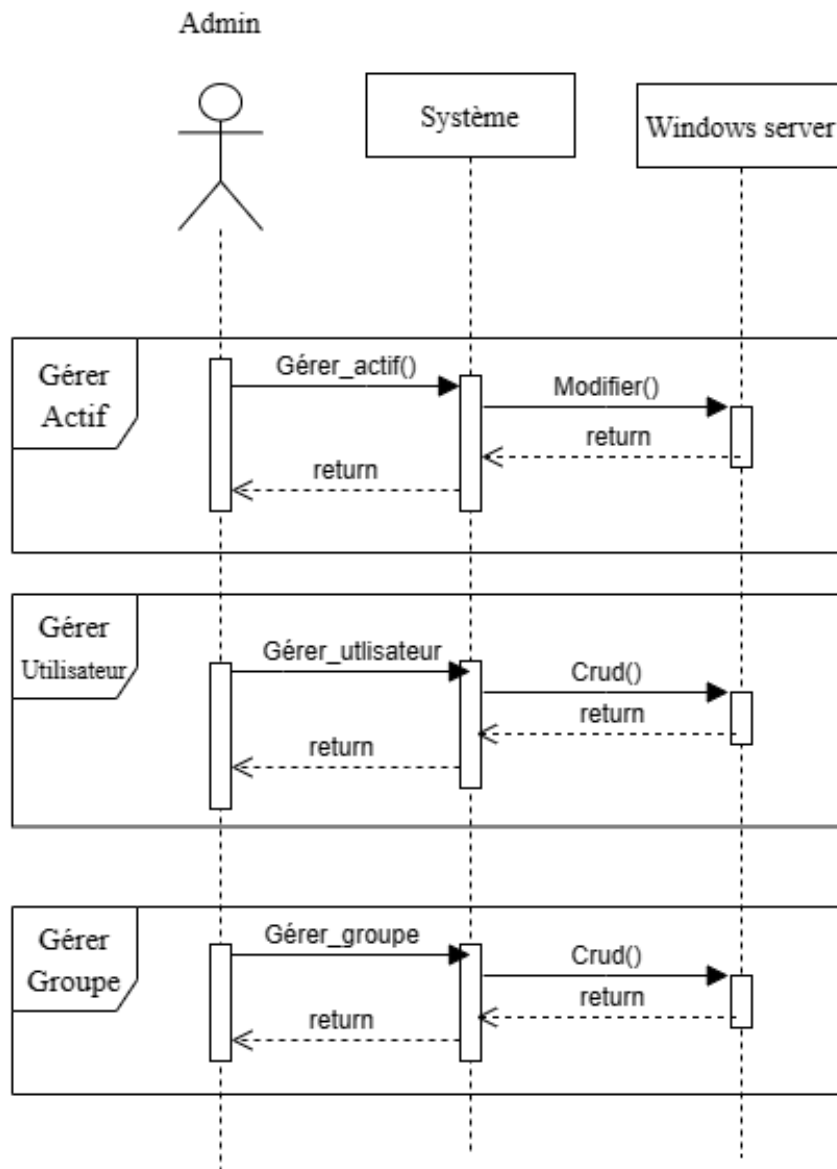 Admin
Système
Windows server
Gérer
Actif
Gérer_actif()
Modifier()
return
return
Gérer
Utilisateur
Gérer_utlisateur
Crud()
return
return
Gérer
Groupe
Gérer_groupe
Crud()
return
return